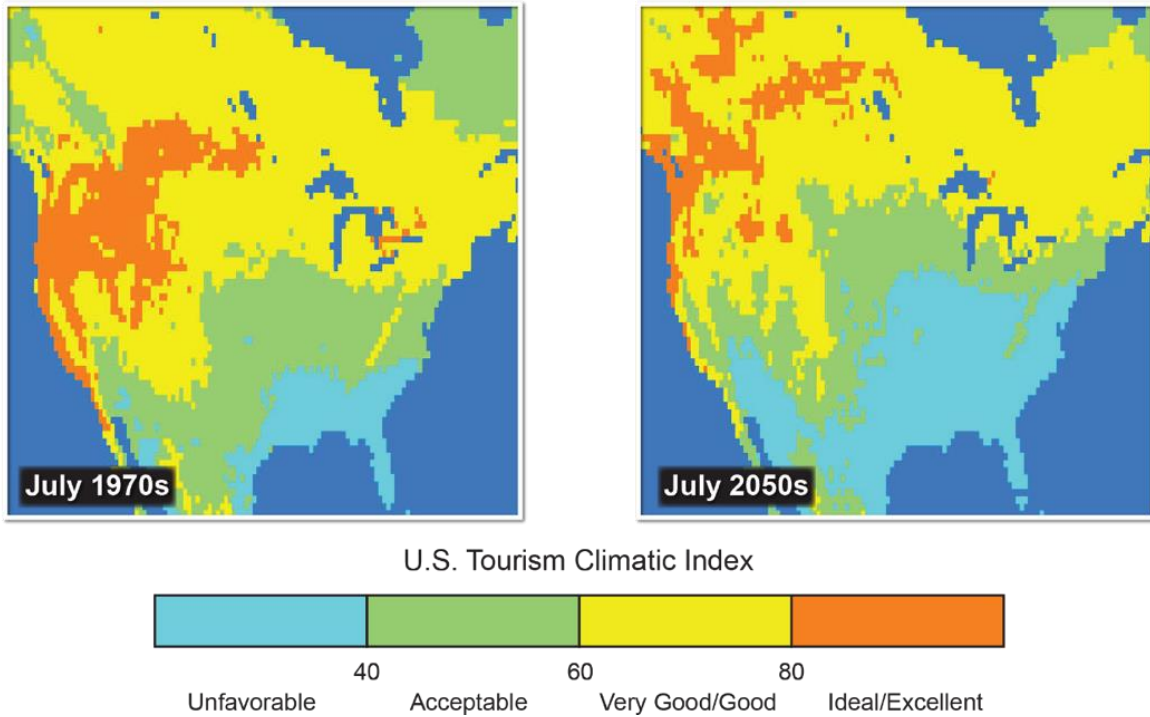 July 1970s
July 2050s
U.S. Tourism Climatic Index
40 60 80
Unfavorable Acceptable Very Good/Good Ideal/Excellent